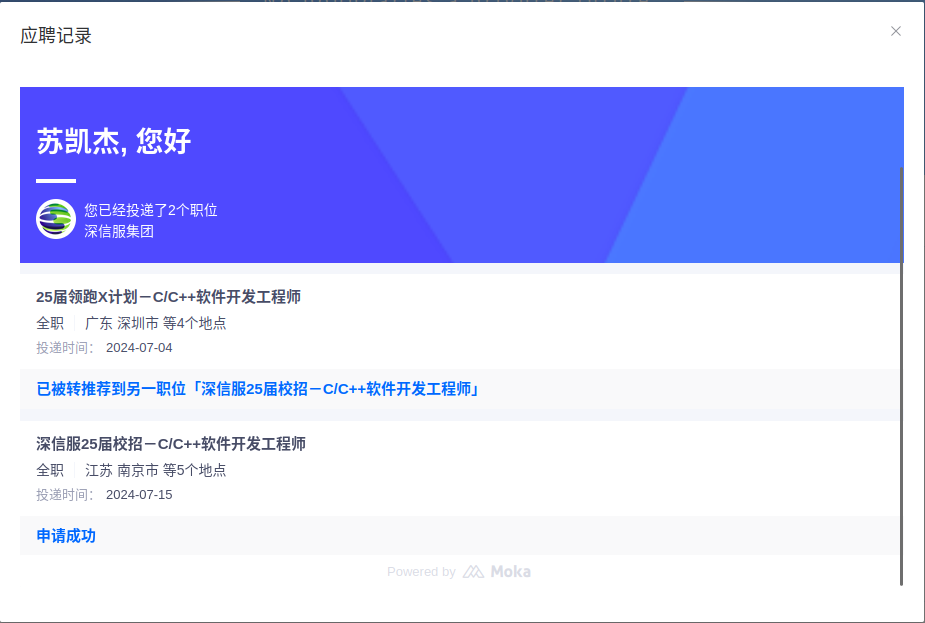 应聘记录
苏凯杰, 您好
您已经投递了2个职位
深信服集团
25届领跑X计划－C/C++软件开发工程师
全职 广东 深圳市 等4个地点
投递时间： 2024-07-04
已被转推荐到另一职位「深信服25届校招－C/C++软件开发工程师」
深信服25届校招－C/C++软件开发工程师
全职 江苏 南京市 等5个地点
投递时间： 2024-07-15
申请成功
Powered by Moka